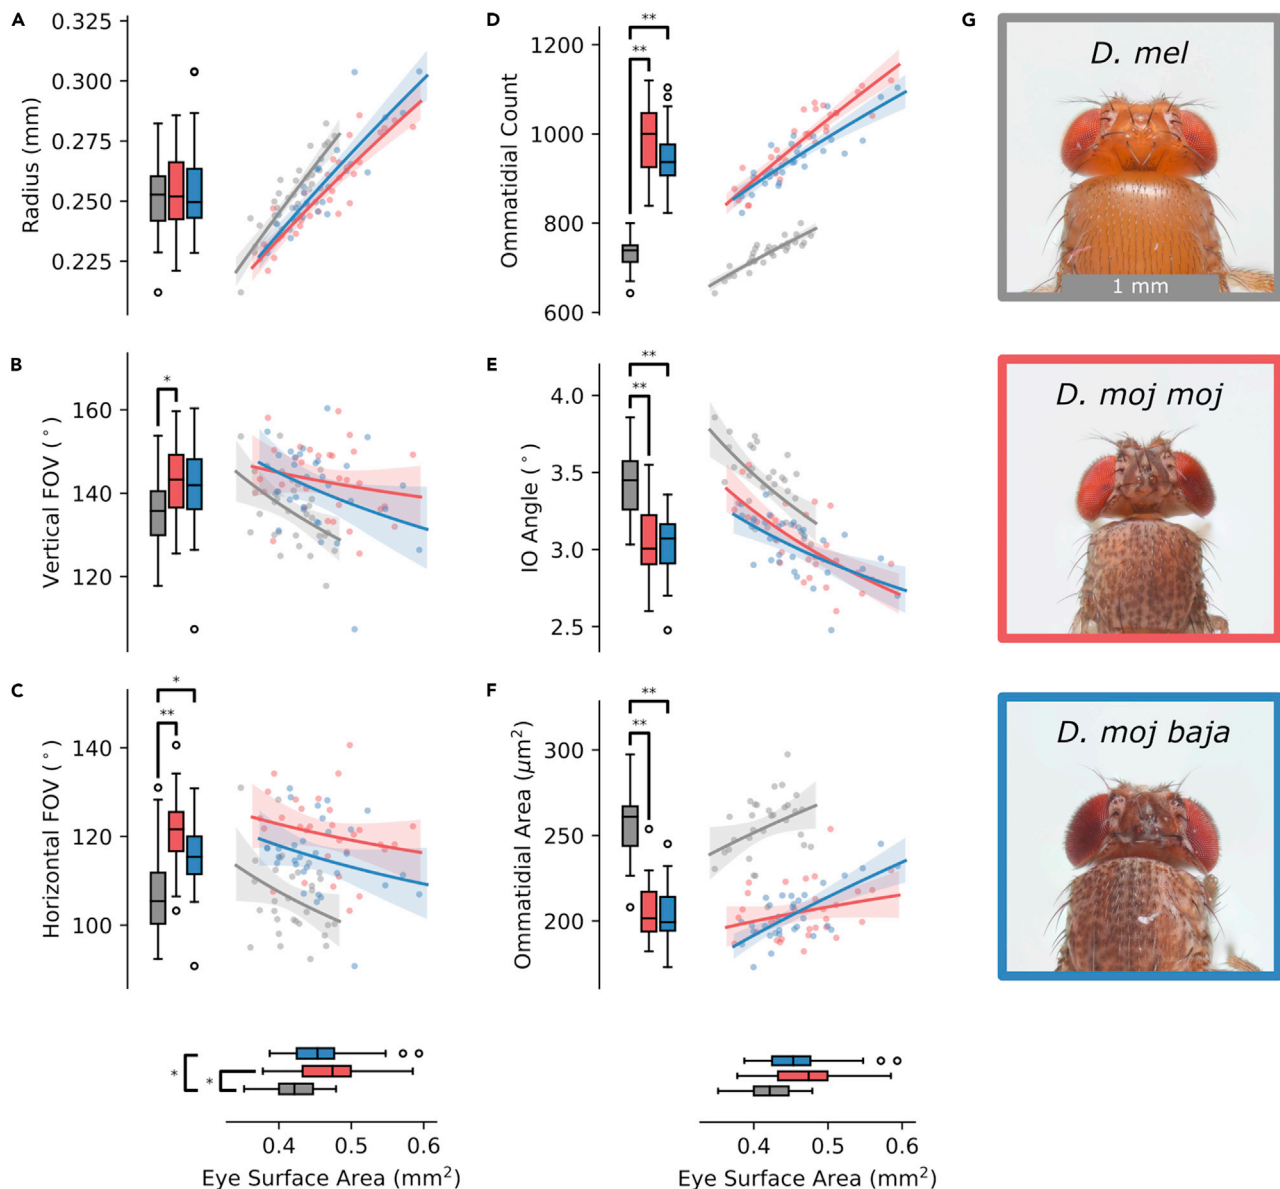 A
0.325
0.300
0.275
0.250
0.225
Radius (mm)
B
160
140
120
Vertical FOV (°)
*
C
140
120
100
Horizontal FOV (°)
*
**
*
*
0.4 0.5 0.6
Eye Surface Area (mm²)
D
1200
1000
800
600
Ommatidial Count
**
**
E
4.0
3.5
3.0
2.5
IO Angle (°)
**
**
F
300
250
200
Ommatidial Area (μm²)
**
**
0.4 0.5 0.6
Eye Surface Area (mm²)
G
D. mel
1 mm
D. moj moj
D. moj baja